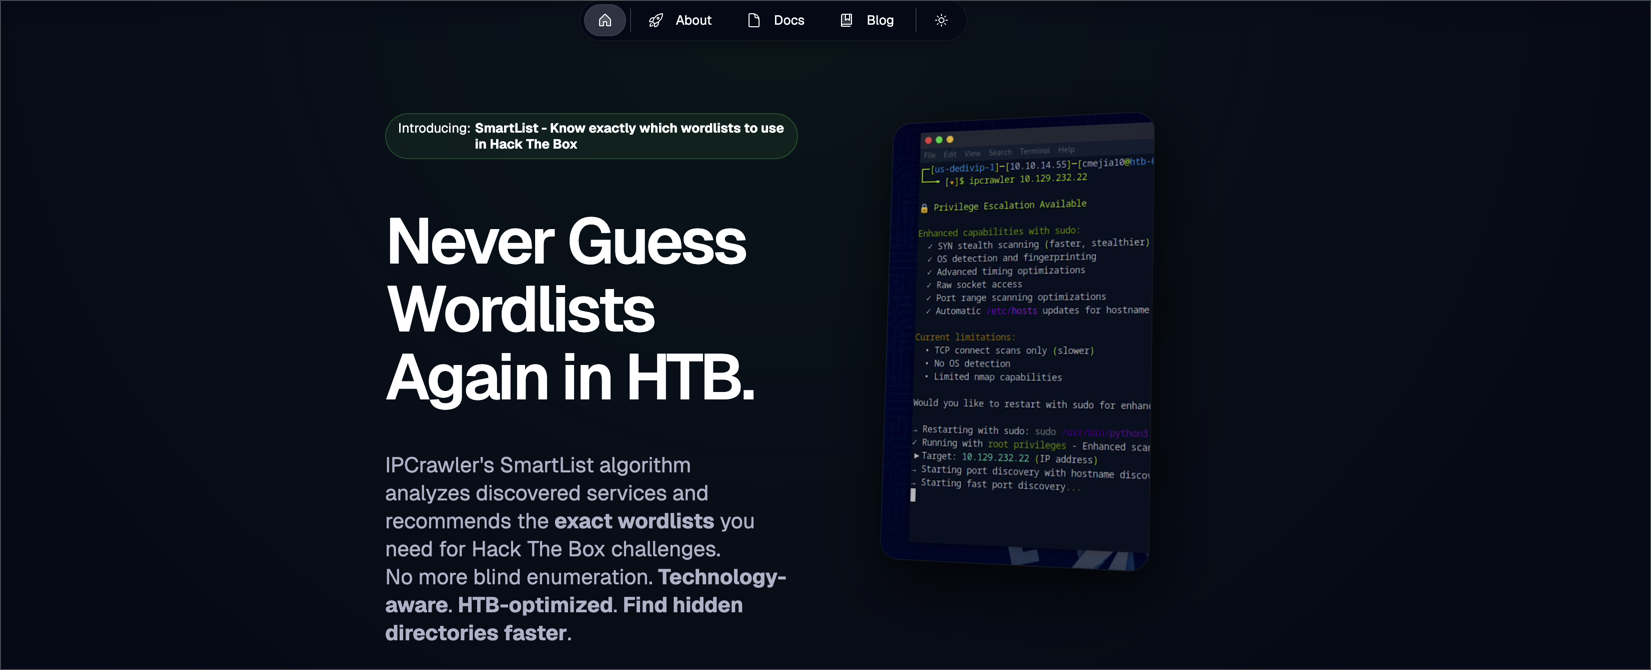 About Docs Blog
Introducing: SmartList - Know exactly which wordlists to use
in Hack The Box
Never Guess
Wordlists
Again in HTB.
IPCrawler's SmartList algorithm
analyzes discovered services and
recommends the exact wordlists you
need for Hack The Box challenges.
No more blind enumeration. Technology-
aware. HTB-optimized. Find hidden
directories faster.
File Edit View Search Terminal Help
[us-dedivip-1]─[10.10.14.55]─[cmejia10@htb-
[★]$ ipcrawler 10.129.232.22
🔒 Privilege Escalation Available
Enhanced capabilities with sudo:
✓ SYN stealth scanning (faster, stealthier)
✓ OS detection and fingerprinting
✓ Advanced timing optimizations
✓ Raw socket access
✓ Port range scanning optimizations
✓ Automatic /etc/hosts updates for hostname
Current limitations:
• TCP connect scans only (slower)
• No OS detection
• Limited nmap capabilities
Would you like to restart with sudo for enhanc
→ Restarting with sudo: sudo /usr/bin/python3
✓ Running with root privileges - Enhanced scan
▶ Target: 10.129.232.22 (IP address)
→ Starting port discovery with hostname discov
→ Starting fast port discovery...